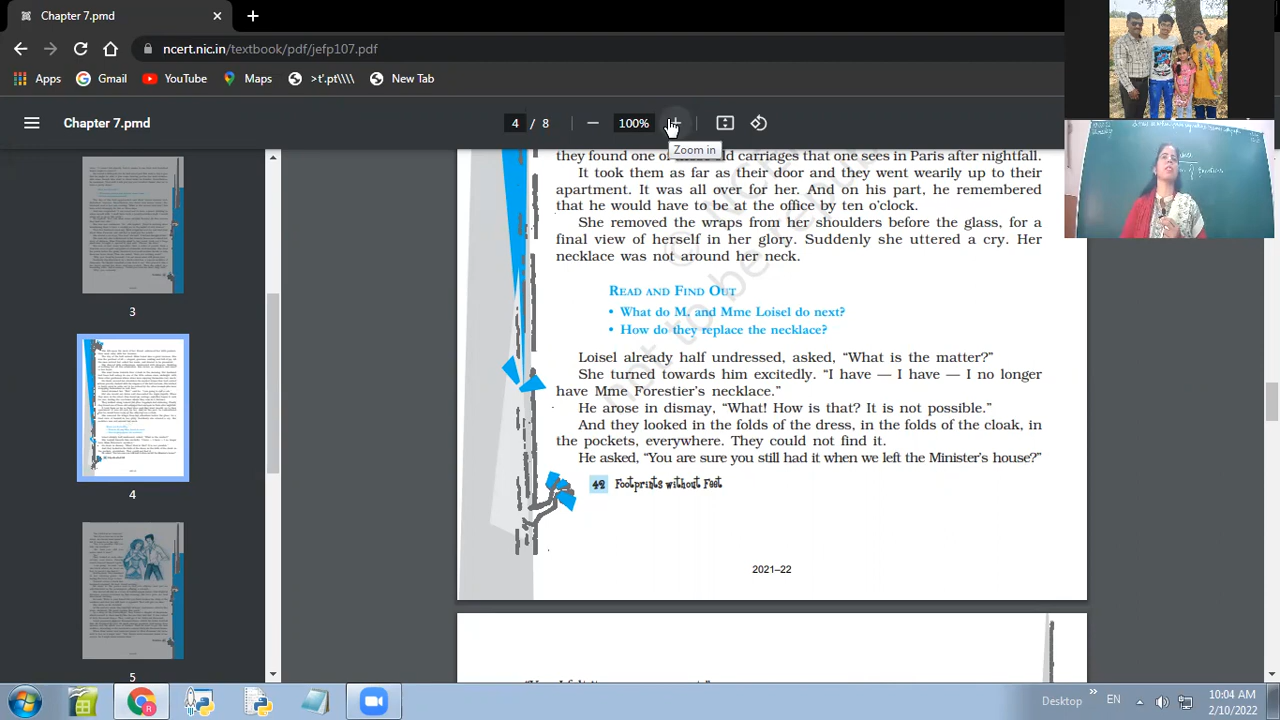 Chapter 7.pmd
ncert.nic.in/textbook/pdf/jefp107.pdf
Apps
Gmail
YouTube
Maps
>t.pt\\\\
New Tab
Chapter 7.pmd
4 / 8
100%
Zoom in
they found one of carriages that one sees in Paris after nightfall.
It took them as far as their door and they went wearily up to their
apartment. It was all over for her. And on his part, he remembered
that he would have to be at the office by ten o'clock.
She removed the wraps from her shoulders before the glass, for a
final view of herself in her glory. Suddenly she uttered a cry. Her
necklace was not around her neck.
READ AND FIND OUT
• What do M. and Mme Loisel do next?
• How do they replace the necklace?
Loisel already half undressed, asked, “What is the matter?”
She turned towards him excitedly. “I have — I have — I no longer
have Mme Forestier’s necklace.”
He arose in dismay, “What! How is that? It is not possible.”
And they looked in the folds of the dress, in the folds of the cloak, in
the pockets, everywhere. They could not find it.
He asked, “You are sure you still had it when we left the Minister’s house?”
42 Footprints without Feet
2021–22
3
4
5
Desktop
EN
10:04 AM
2/10/2022